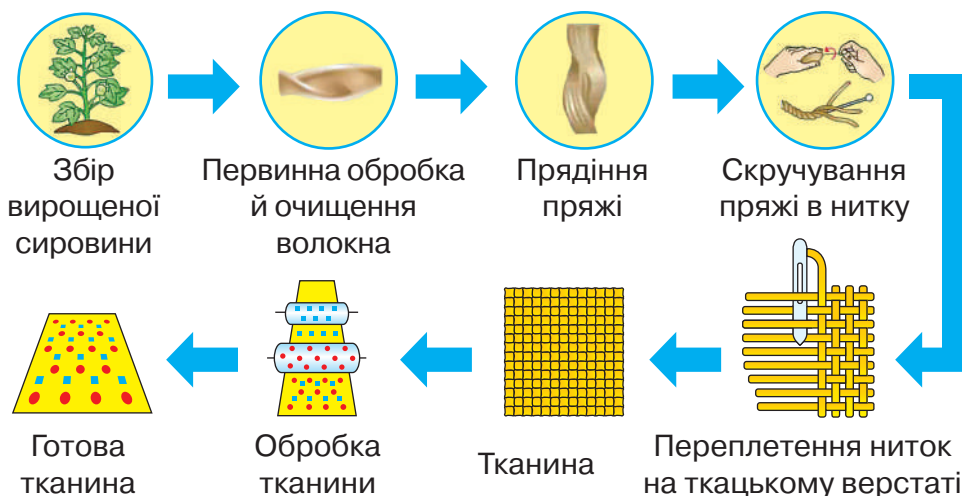 Збір
вирощеної
сировини
Первинна обробка
й очищення
волокна
Прядіння
пряжі
Скручування
пряжі в нитку
Готова
тканина
Обробка
тканини
Тканина
Переплетення ниток
на ткацькому верстаті